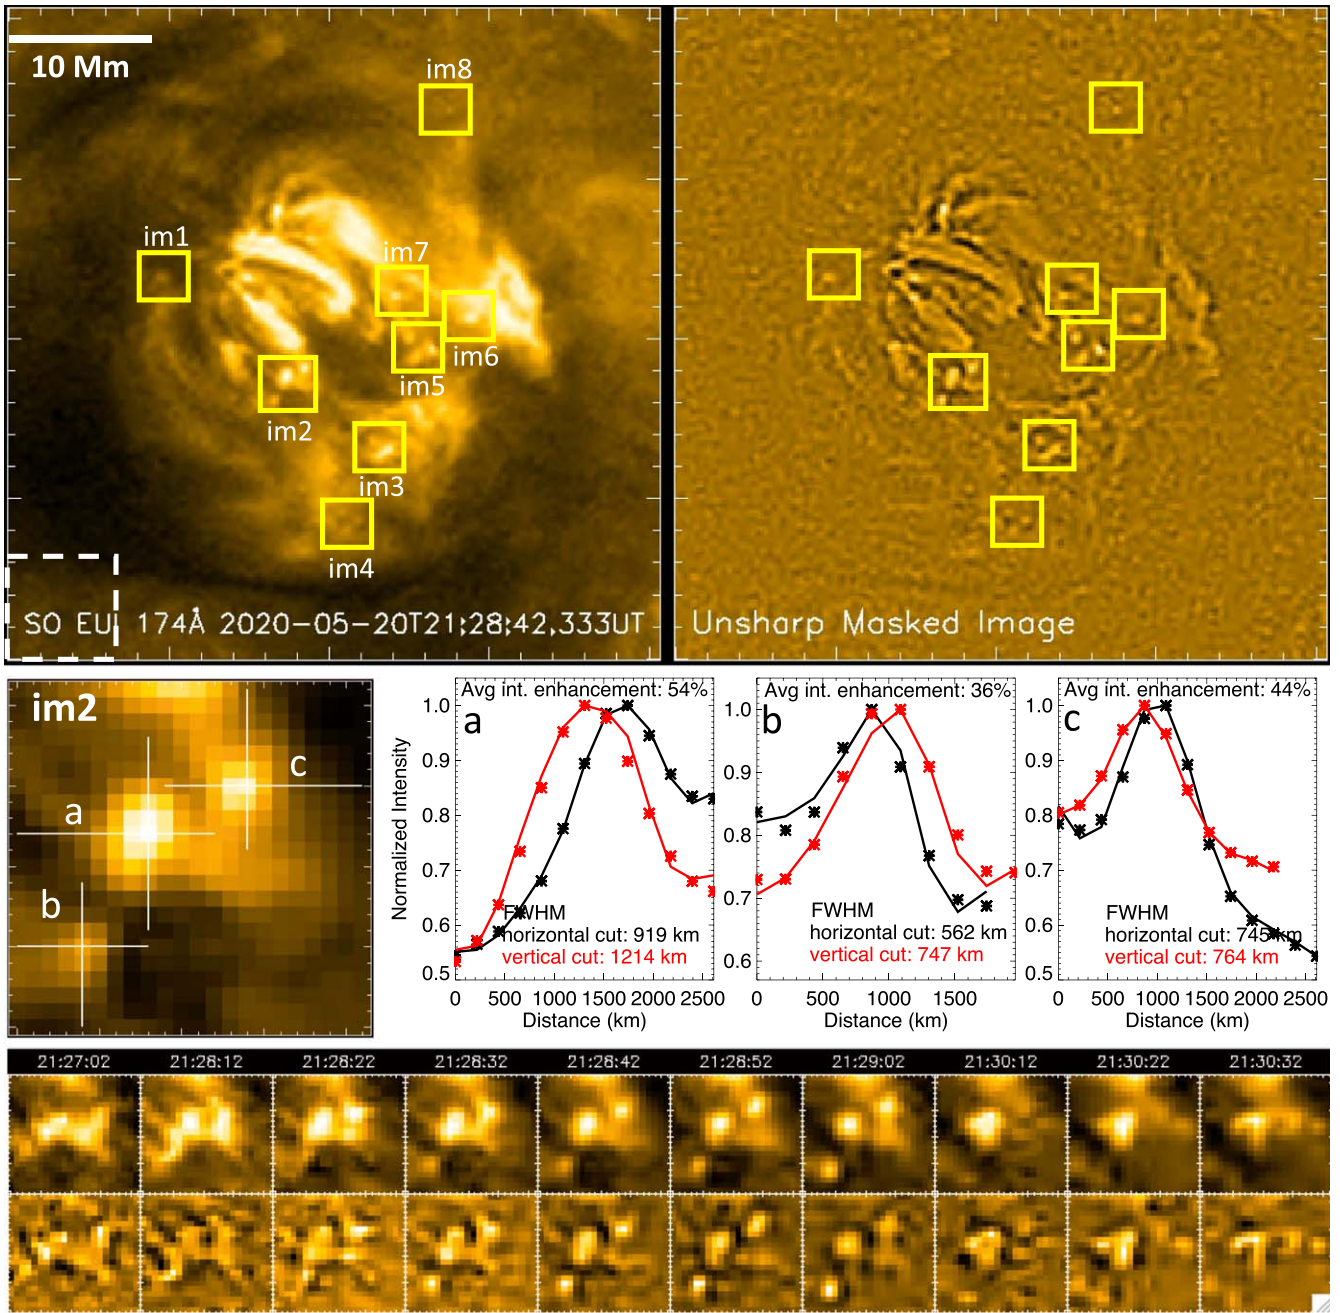 10 Mm
im8
im1
im7
im6
im5
im2
im3
im4
SO EUI 174Å 2020-05-20T21:28:42.333UT
Unsharp Masked Image
im2
a
b
c
Avg int. enhancement: 54%
a
Normalized Intensity
1.0
0.9
0.8
0.7
0.6
0.5
FWHM
horizontal cut: 919 km
vertical cut: 1214 km
0 500 1000 1500 2000 2500
Distance (km)
Avg int. enhancement: 36%
b
1.0
0.9
0.8
0.7
0.6
FWHM
horizontal cut: 562 km
vertical cut: 747 km
0 500 1000 1500
Distance (km)
Avg int. enhancement: 44%
c
1.0
0.9
0.8
0.7
0.6
0.5
FWHM
horizontal cut: 745 km
vertical cut: 764 km
0 500 1000 1500 2000 2500
Distance (km)
21:27:02 21:28:12 21:28:22 21:28:32 21:28:42 21:28:52 21:29:02 21:30:12 21:30:22 21:30:32